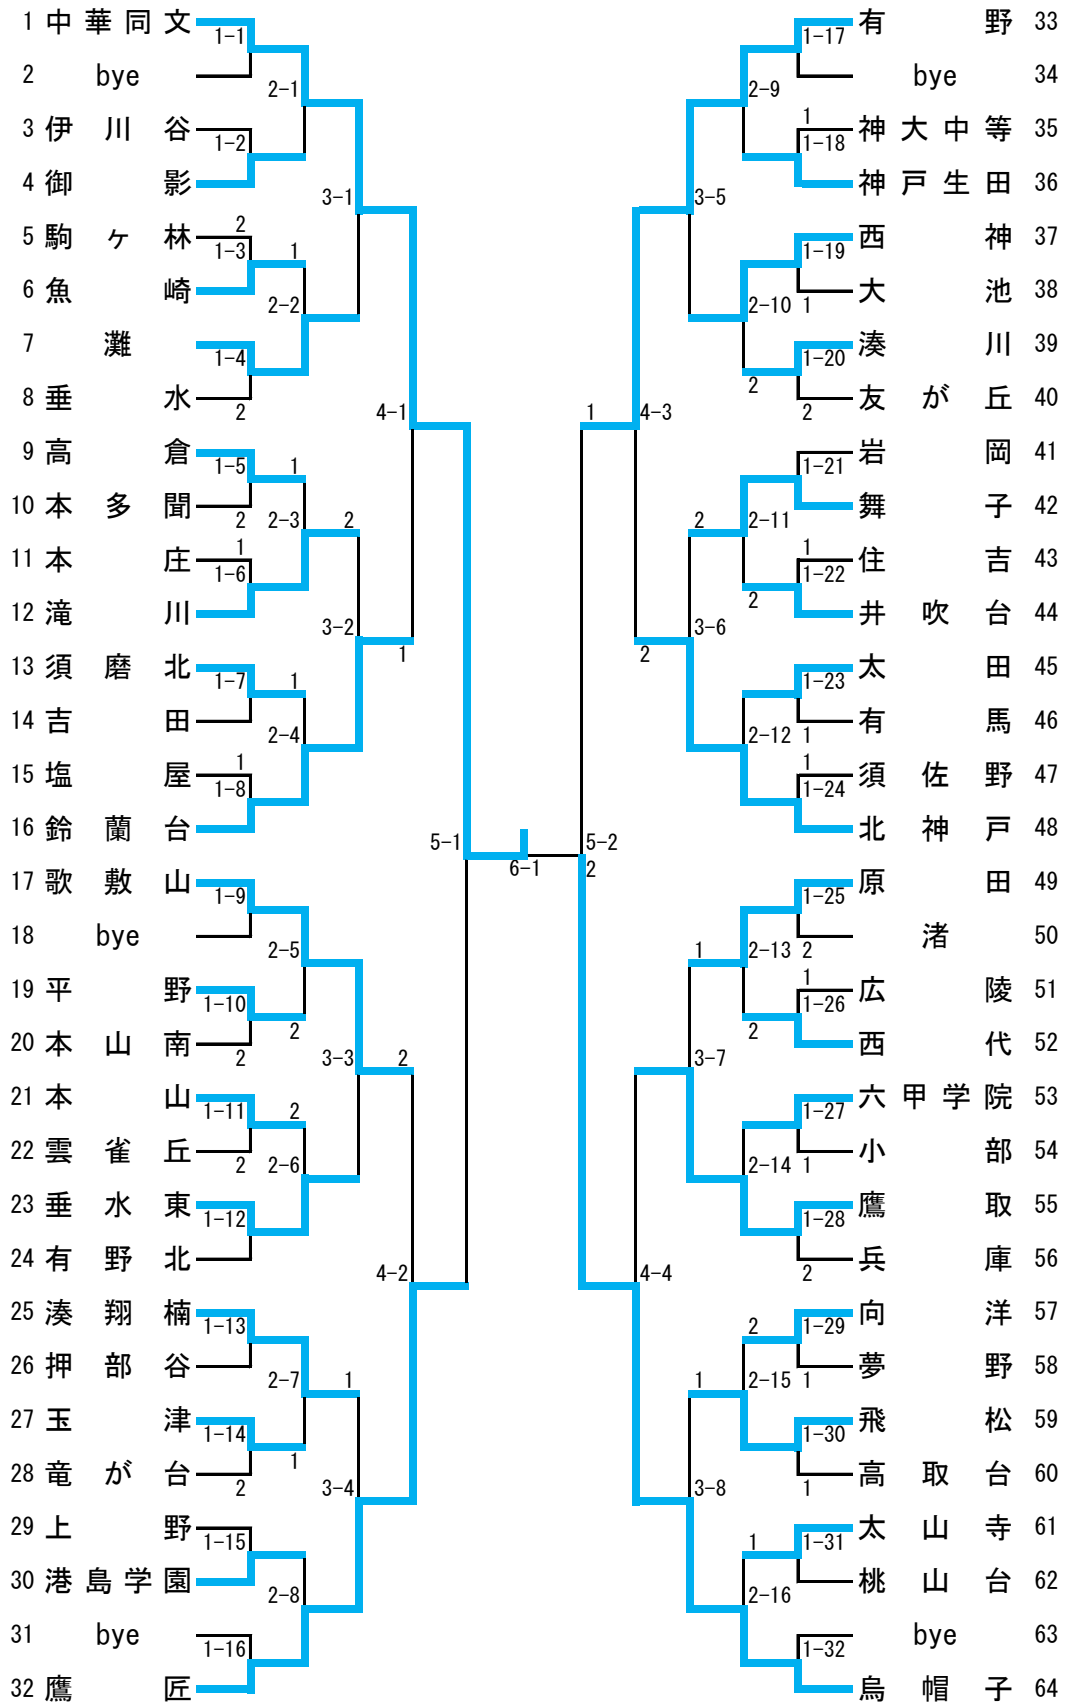 1 中華同文
1-1
2 bye
2-1
3 伊川谷
1-2
4 御影
3-1
5 駒ヶ林
2
1-3
1
6 魚崎
2-2
7 灘
1-4
8 垂水
2
4-1
9 高倉
1-5
1
10 本多聞
2
2-3
2
11 本庄
1
1-6
12 滝川
3-2
1
13 須磨北
1-7
1
14 吉田
2-4
15 塩屋
1
1-8
16 鈴蘭台
5-1
17 歌敷山
1-9
18 bye
2-5
19 平野
1-10
2
20 本山南
2
3-3
2
21 本山
1-11
2
22 雲雀丘
2
2-6
23 垂水東
1-12
24 有野北
4-2
25 湊翔楠
1-13
26 押部谷
2-7
1
27 玉津
1-14
1
28 竜が台
2
3-4
29 上野
1-15
30 港島学園
2-8
31 bye
1-16
32 鷹匠
6-1
有野 33
1-17
bye 34
2-9
1
神大中等 35
1-18
神戸生田 36
3-5
西神 37
1-19
大池 38
2-10
1
湊川 39
1-20
2
友が丘 40
2
1
4-3
岩岡 41
1-21
舞子 42
2
2-11
1
住吉 43
1-22
2
井吹台 44
3-6
2
太田 45
1-23
有馬 46
2-12
1
1
須佐野 47
1-24
北神戸 48
5-2
2
原田 49
1-25
渚 50
1
2-13
2
1
広陵 51
1-26
2
西代 52
3-7
六甲学院 53
1-27
小部 54
2-14
1
鷹取 55
1-28
兵庫 56
2
4-4
向洋 57
2
1-29
夢野 58
1
2-15
1
飛松 59
1-30
高取台 60
1
3-8
太山寺 61
1
1-31
桃山台 62
2-16
bye 63
1-32
烏帽子 64